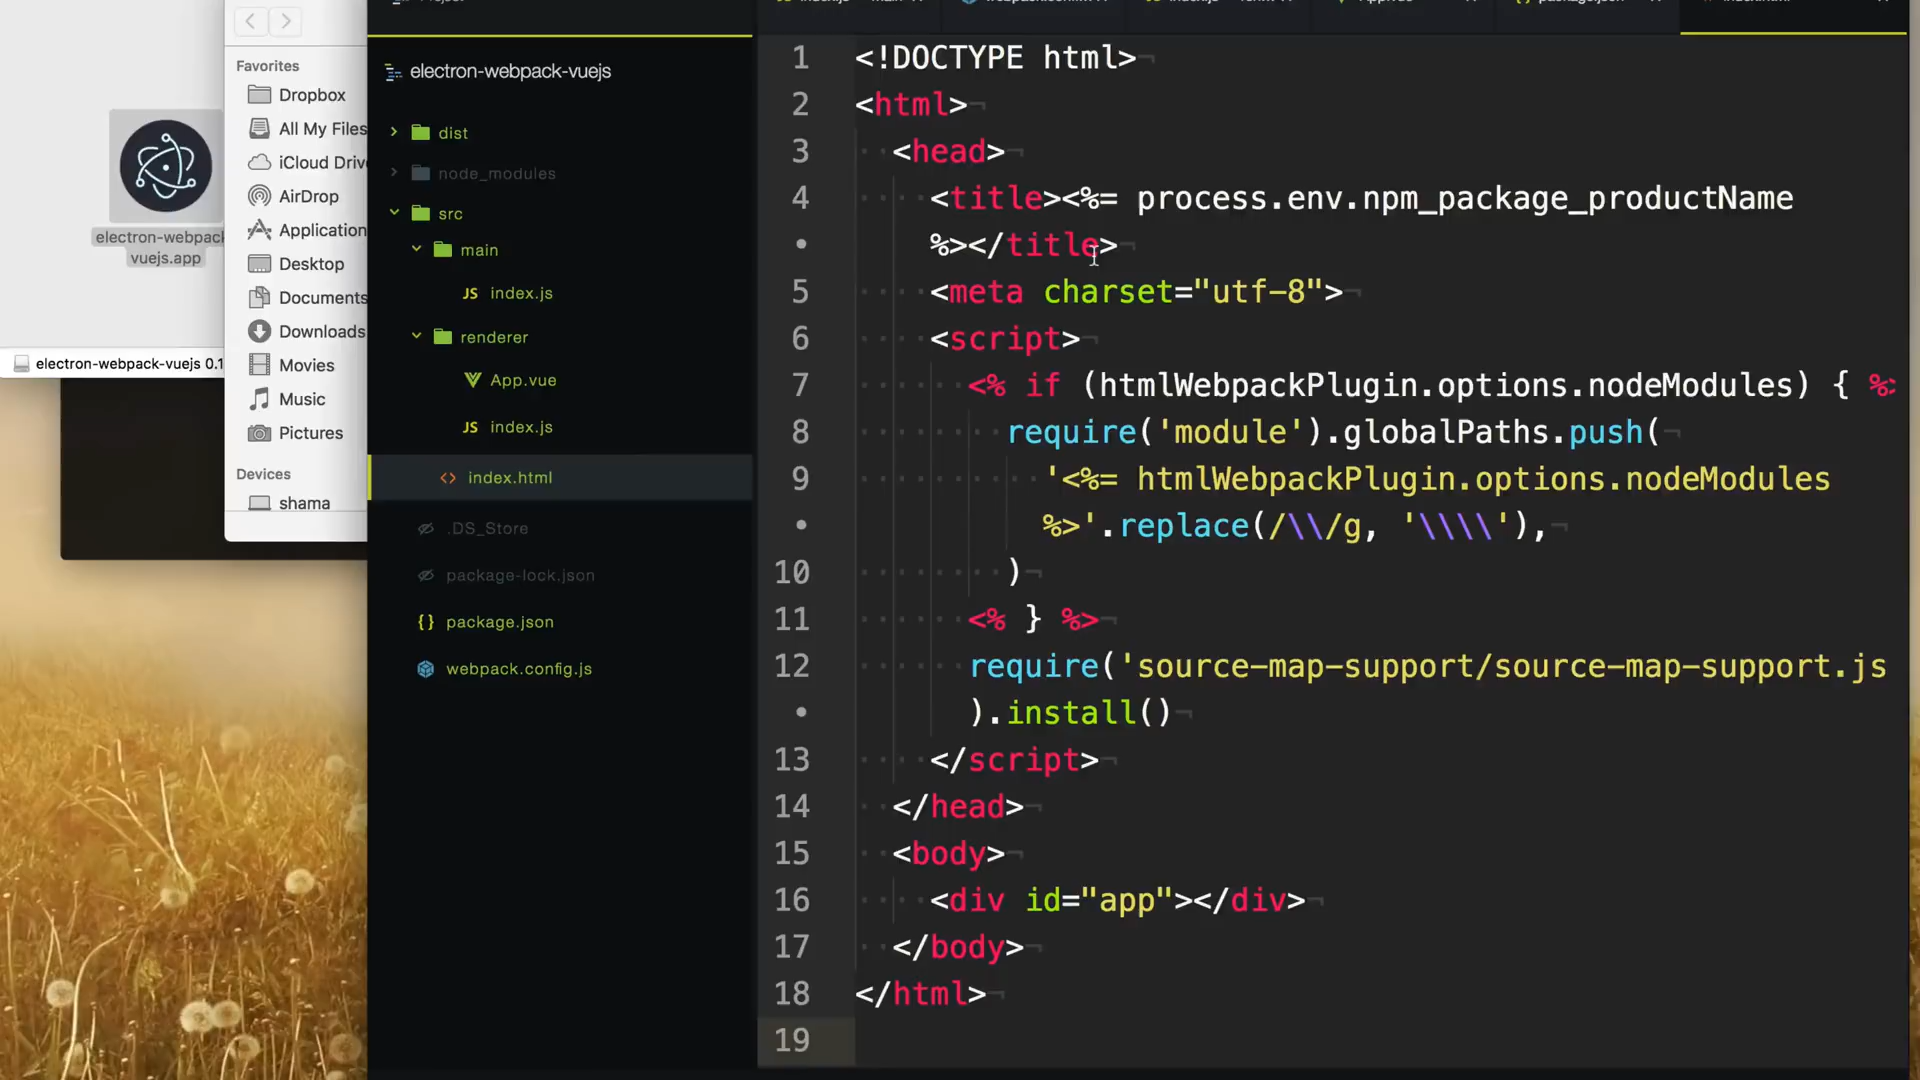 Favorites
Dropbox
All My Files
iCloud Drive
AirDrop
Application
Desktop
Documents
Downloads
Movies
Music
Pictures
Devices
shama
electron-webpack
vuejs.app
electron-webpack-vuejs 0.1
electron-webpack-vuejs
dist
node_modules
src
main
JS index.js
renderer
App.vue
JS index.js
<> index.html
.DS_Store
package-lock.json
{} package.json
webpack.config.js
1 <!DOCTYPE html>
2 <html>
3 <head>
4 <title><%= process.env.npm_package_productName
%></title>
5 <meta charset="utf-8">
6 <script>
7 <% if (htmlWebpackPlugin.options.nodeModules) { %>
8 require('module').globalPaths.push(
9 '<%= htmlWebpackPlugin.options.nodeModules
%>'.replace(/\\/g, '\\\\'),
10 )
11 <% } %>
12 require('source-map-support/source-map-support.js
).install()
13 </script>
14 </head>
15 <body>
16 <div id="app"></div>
17 </body>
18 </html>
19